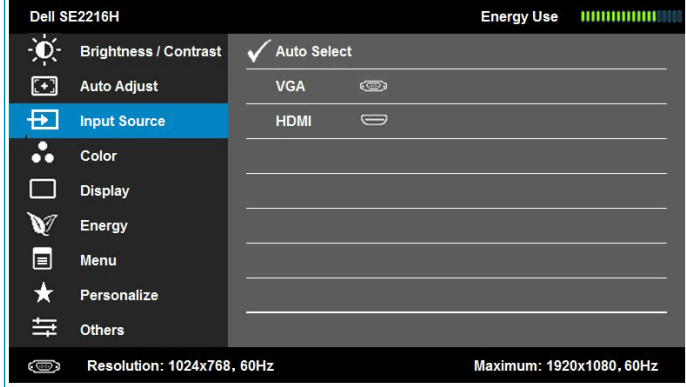 Dell SE2216H Energy Use
Brightness / Contrast Auto Select
Auto Adjust VGA
Input Source HDMI
Color
Display
Energy
Menu
Personalize
Others
Resolution: 1024x768, 60Hz Maximum: 1920x1080, 60Hz